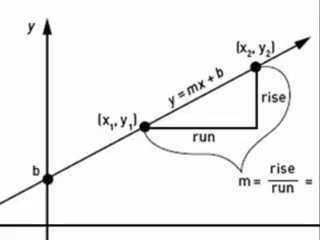 y
(x₂, y₂)
y = mx + b
rise
(x₁, y₁)
run
b
m = rise/run =